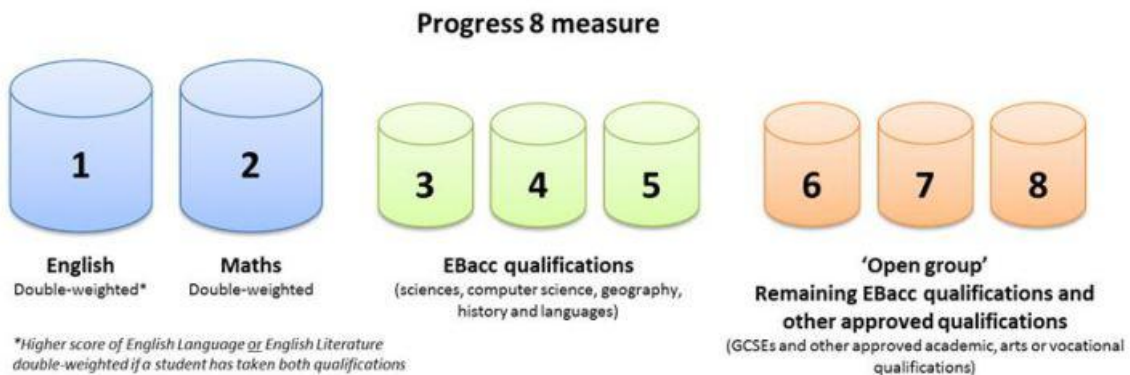 Progress 8 measure
1
2
3
4
5
6
7
8
English
Double-weighted*
Maths
Double-weighted
EBacc qualifications
(sciences, computer science, geography,
history and languages)
'Open group'
Remaining EBacc qualifications and
other approved qualifications
(GCSEs and other approved academic, arts or vocational
qualifications)
*Higher score of English Language or English Literature
double-weighted if a student has taken both qualifications